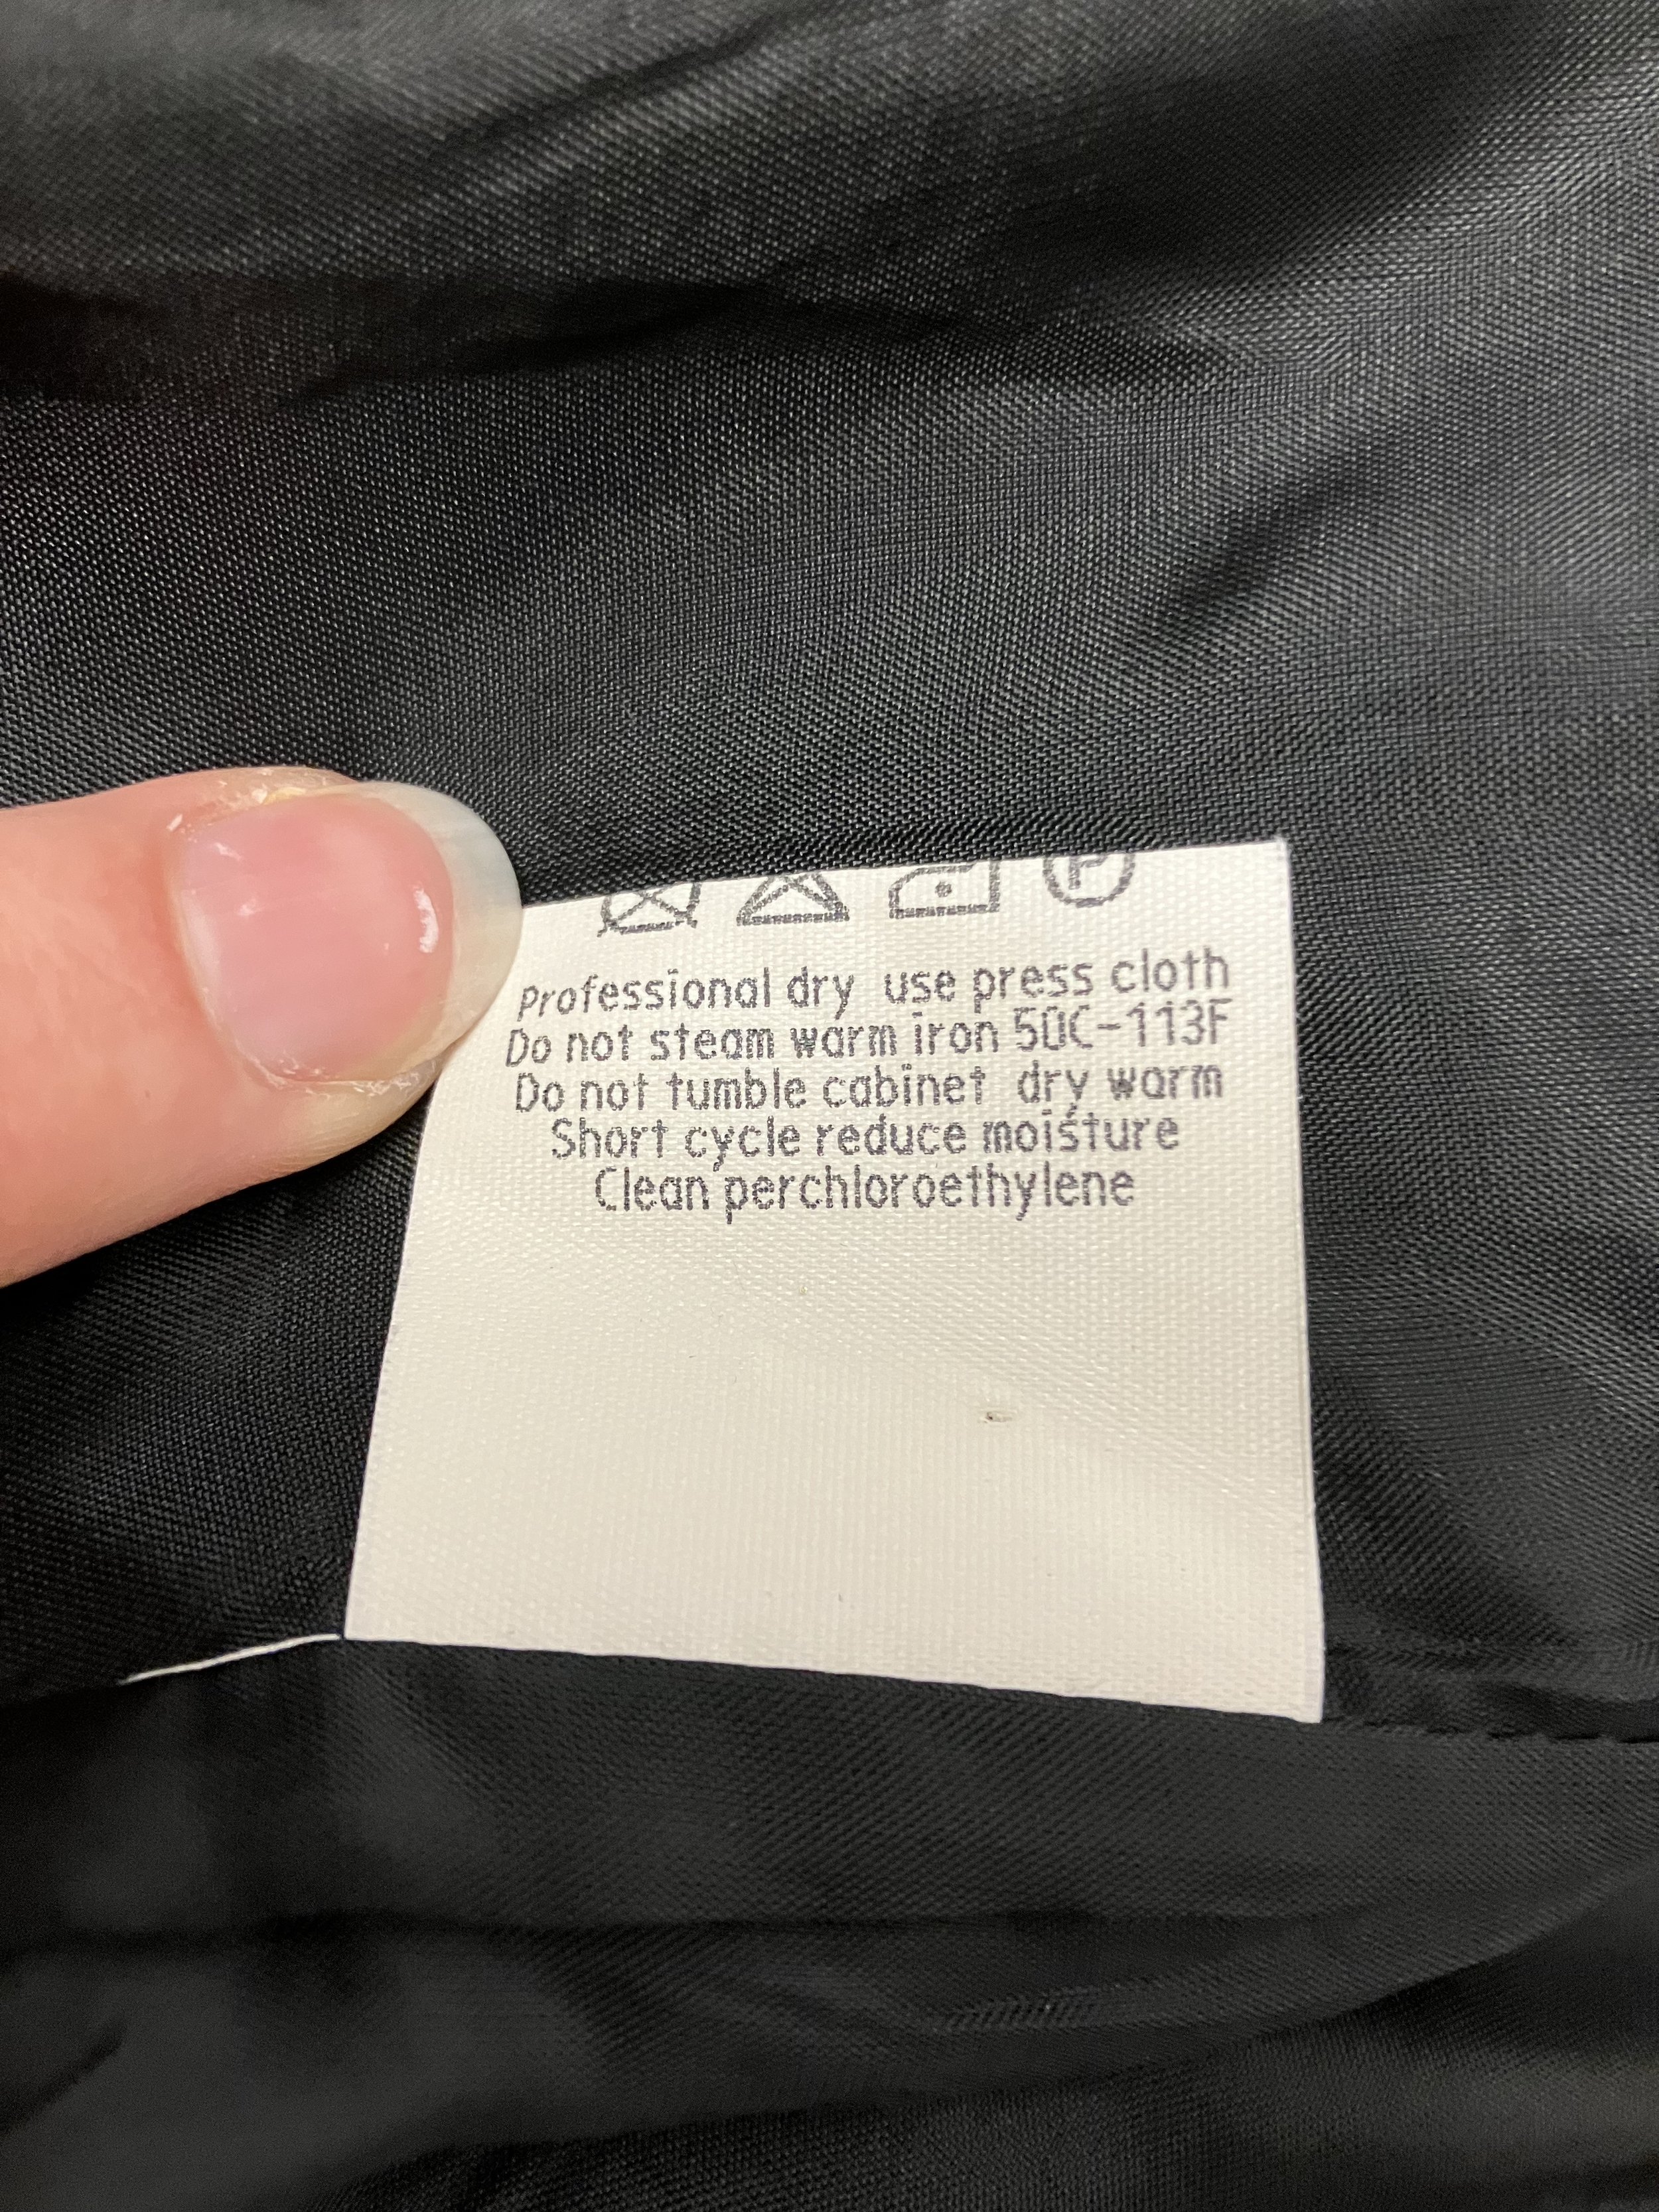 P
Professional dry use press cloth
Do not steam warm iron 50C-113F
Do not tumble cabinet dry warm
Short cycle reduce moisture
Clean perchloroethylene